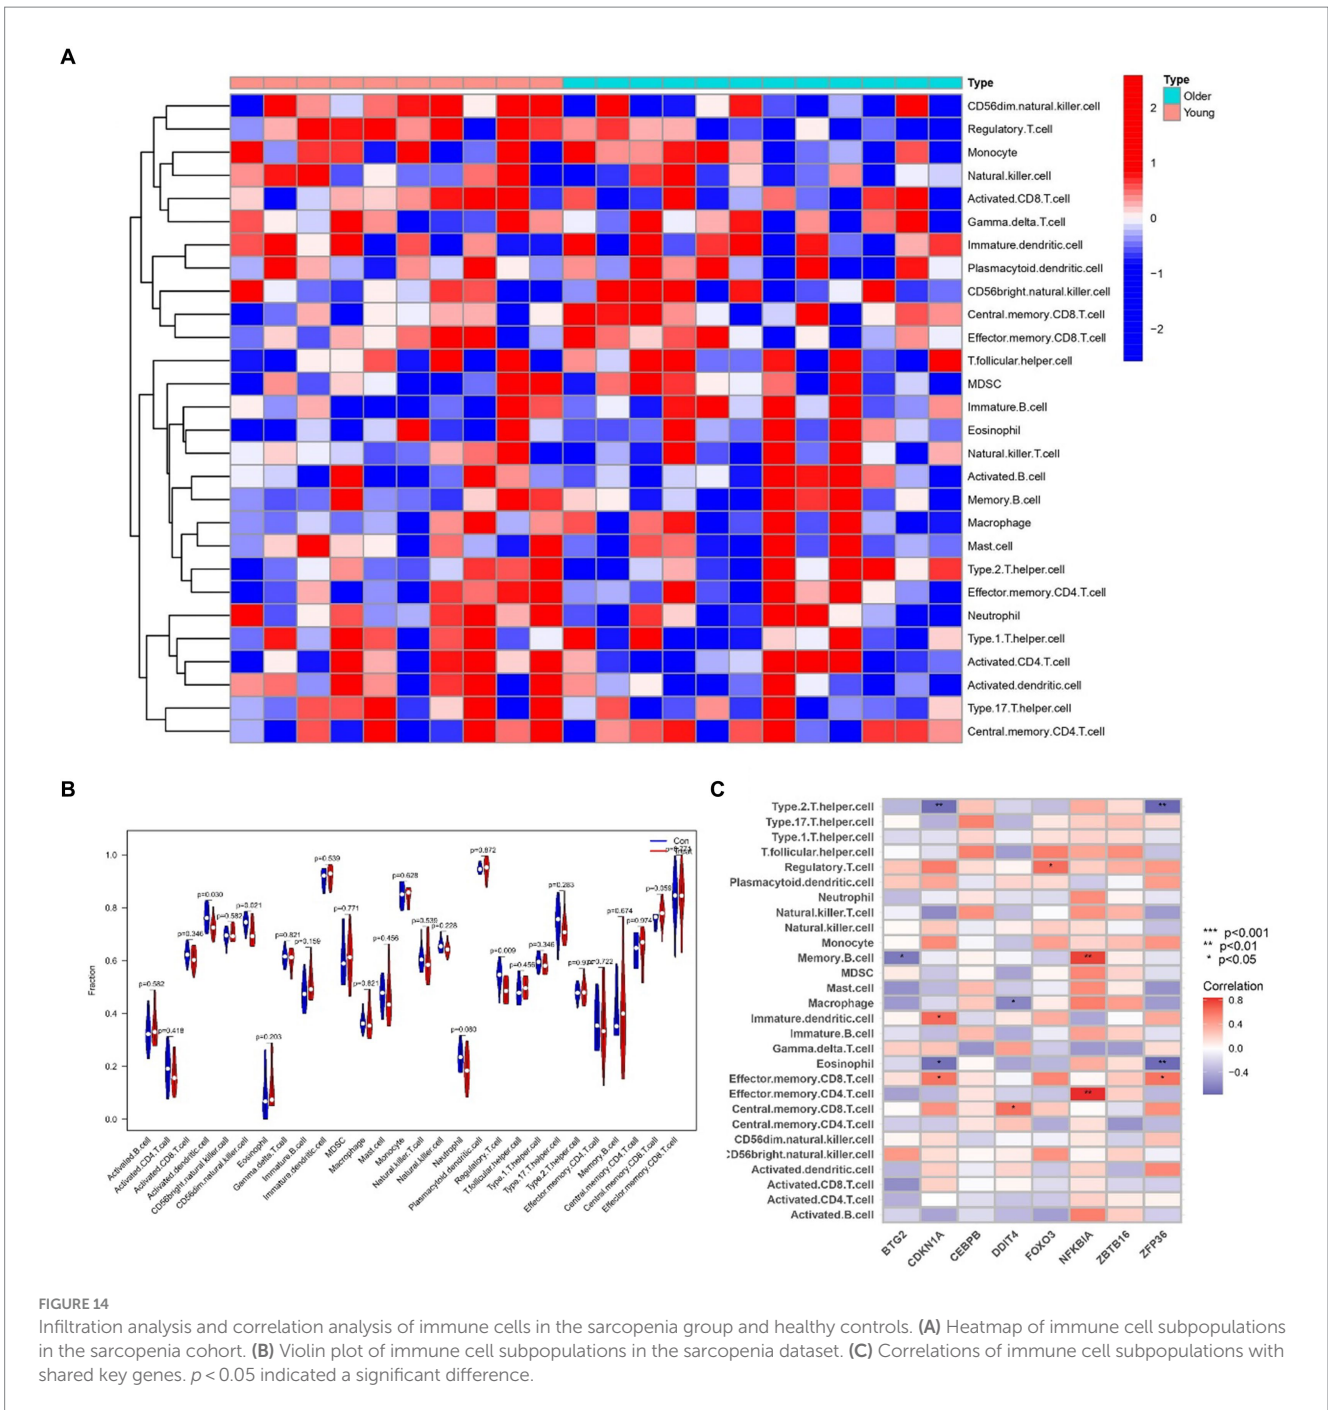 A
Type
CD56dim.natural.killer.cell
Regulatory.T.cell
Monocyte
Natural.killer.cell
Activated.CD8.T.cell
Gamma.delta.T.cell
Immature.dendritic.cell
Plasmacytoid.dendritic.cell
CD56bright.natural.killer.cell
Central.memory.CD8.T.cell
Effector.memory.CD8.T.cell
T.follicular.helper.cell
MDSC
Immature.B.cell
Eosinophil
Natural.killer.T.cell
Activated.B.cell
Memory.B.cell
Macrophage
Mast.cell
Type.2.T.helper.cell
Effector.memory.CD4.T.cell
Neutrophil
Type.1.T.helper.cell
Activated.CD4.T.cell
Activated.dendritic.cell
Type.17.T.helper.cell
Central.memory.CD4.T.cell
2
1
0
−1
−2
Type
Older
Young
B
Fraction
1.0
0.8
0.6
0.4
0.2
0.0
p=0.582
p=0.418
p=0.346
p=0.030
p=0.582
p=0.021
p=0.203
p=0.821
p=0.159
p=0.539
p=0.771
p=0.821
p=0.456
p=0.628
p=0.539
p=0.228
p=0.080
p=0.872
p=0.009
p=0.456
p=0.346
p=0.283
p=0.722
p=0.674
p=0.974
p=0.059
Con
Activated.B.cell
Activated.CD4.T.cell
Activated.CD8.T.cell
Activated.dendritic.cell
CD56bright.natural.killer.cell
CD56dim.natural.killer.cell
Eosinophil
Gamma.delta.T.cell
Immature.B.cell
Immature.dendritic.cell
MDSC
Macrophage
Mast.cell
Monocyte
Natural.killer.T.cell
Natural.killer.cell
Neutrophil
Plasmacytoid.dendritic.cell
Regulatory.T.cell
T.follicular.helper.cell
Type.1.T.helper.cell
Type.17.T.helper.cell
Type.2.T.helper.cell
Effector.memory.CD4.T.cell
Memory.B.cell
Central.memory.CD4.T.cell
Central.memory.CD8.T.cell
Effector.memory.CD8.T.cell
C
Type.2.T.helper.cell
Type.17.T.helper.cell
Type.1.T.helper.cell
T.follicular.helper.cell
Regulatory.T.cell
Plasmacytoid.dendritic.cell
Neutrophil
Natural.killer.T.cell
Natural.killer.cell
Monocyte
Memory.B.cell
MDSC
Mast.cell
Macrophage
Immature.dendritic.cell
Immature.B.cell
Gamma.delta.T.cell
Eosinophil
Effector.memory.CD8.T.cell
Effector.memory.CD4.T.cell
Central.memory.CD8.T.cell
Central.memory.CD4.T.cell
CD56dim.natural.killer.cell
CD56bright.natural.killer.cell
Activated.dendritic.cell
Activated.CD8.T.cell
Activated.CD4.T.cell
Activated.B.cell
BTG2
CDKN1A
CEBPB
DDIT4
FOXO3
NFKBIA
ZBTB16
ZFP36
*** p<0.001
** p<0.01
* p<0.05
Correlation
0.8
0.4
0.0
−0.4
FIGURE 14
Infiltration analysis and correlation analysis of immune cells in the sarcopenia group and healthy controls. (A) Heatmap of immune cell subpopulations
in the sarcopenia cohort. (B) Violin plot of immune cell subpopulations in the sarcopenia dataset. (C) Correlations of immune cell subpopulations with
shared key genes. p < 0.05 indicated a significant difference.